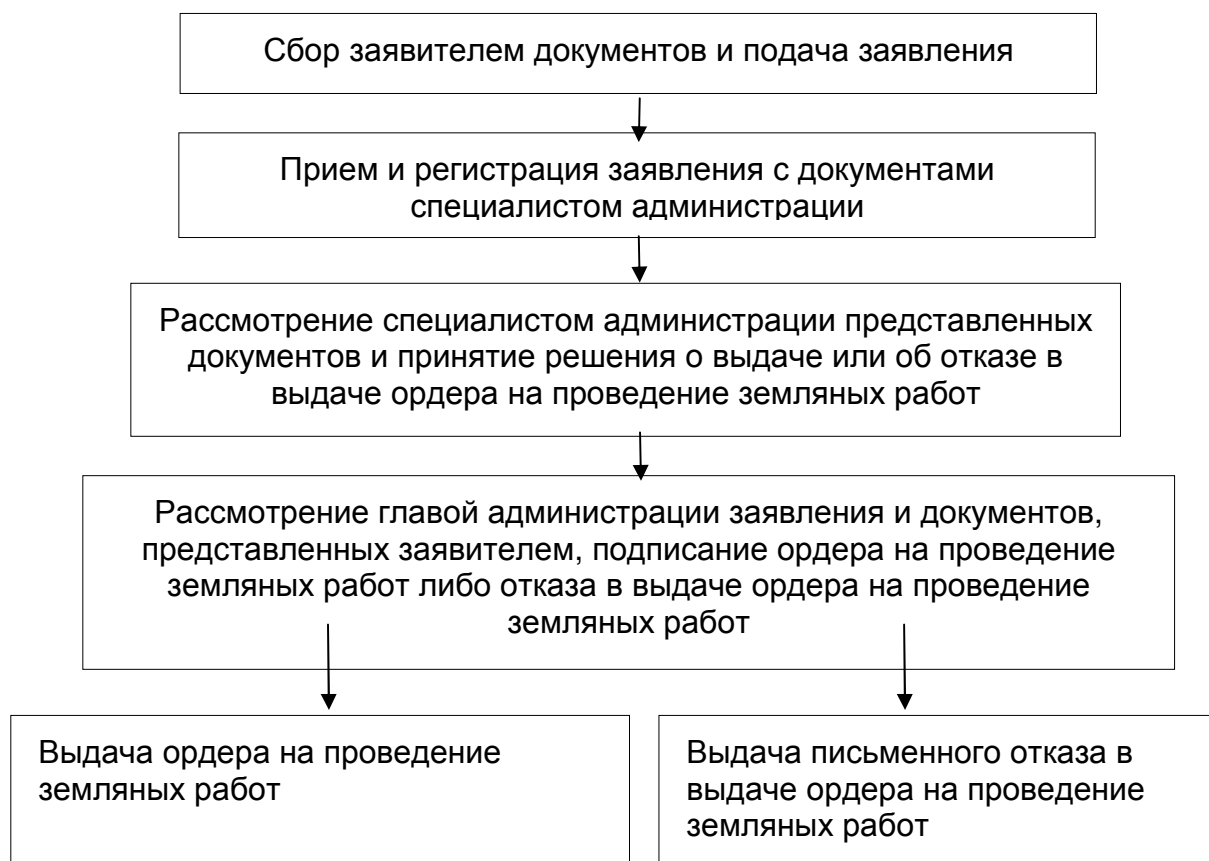 Сбор заявителем документов и подача заявления
Прием и регистрация заявления с документами
специалистом администрации
Рассмотрение специалистом администрации представленных
документов и принятие решения о выдаче или об отказе в
выдаче ордера на проведение земляных работ
Рассмотрение главой администрации заявления и документов,
представленных заявителем, подписание ордера на проведение
земляных работ либо отказа в выдаче ордера на проведение
земляных работ
Выдача ордера на проведение
земляных работ
Выдача письменного отказа в
выдаче ордера на проведение
земляных работ